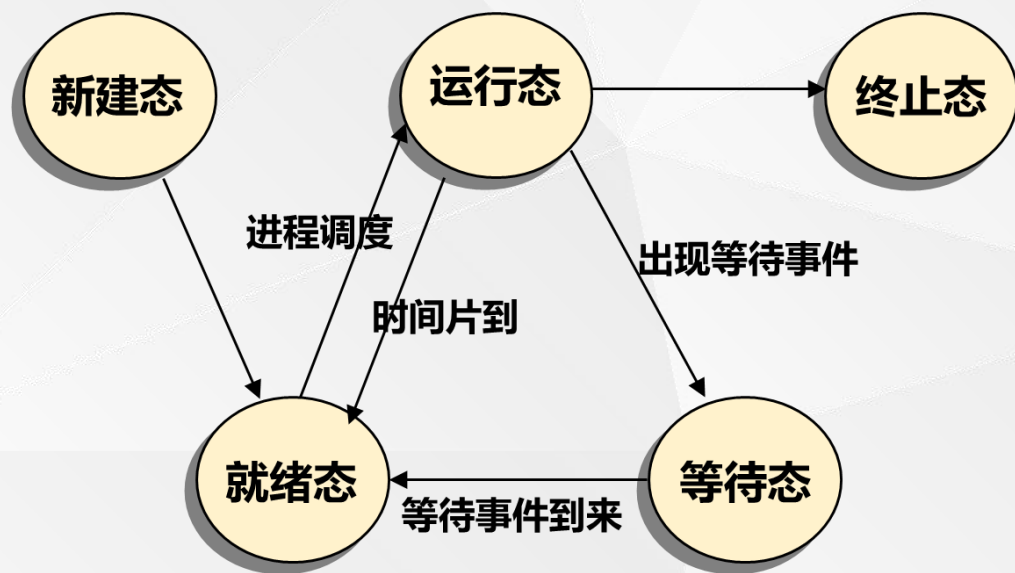 新建态
运行态
终止态
进程调度
出现等待事件
时间片到
就绪态
等待态
等待事件到来